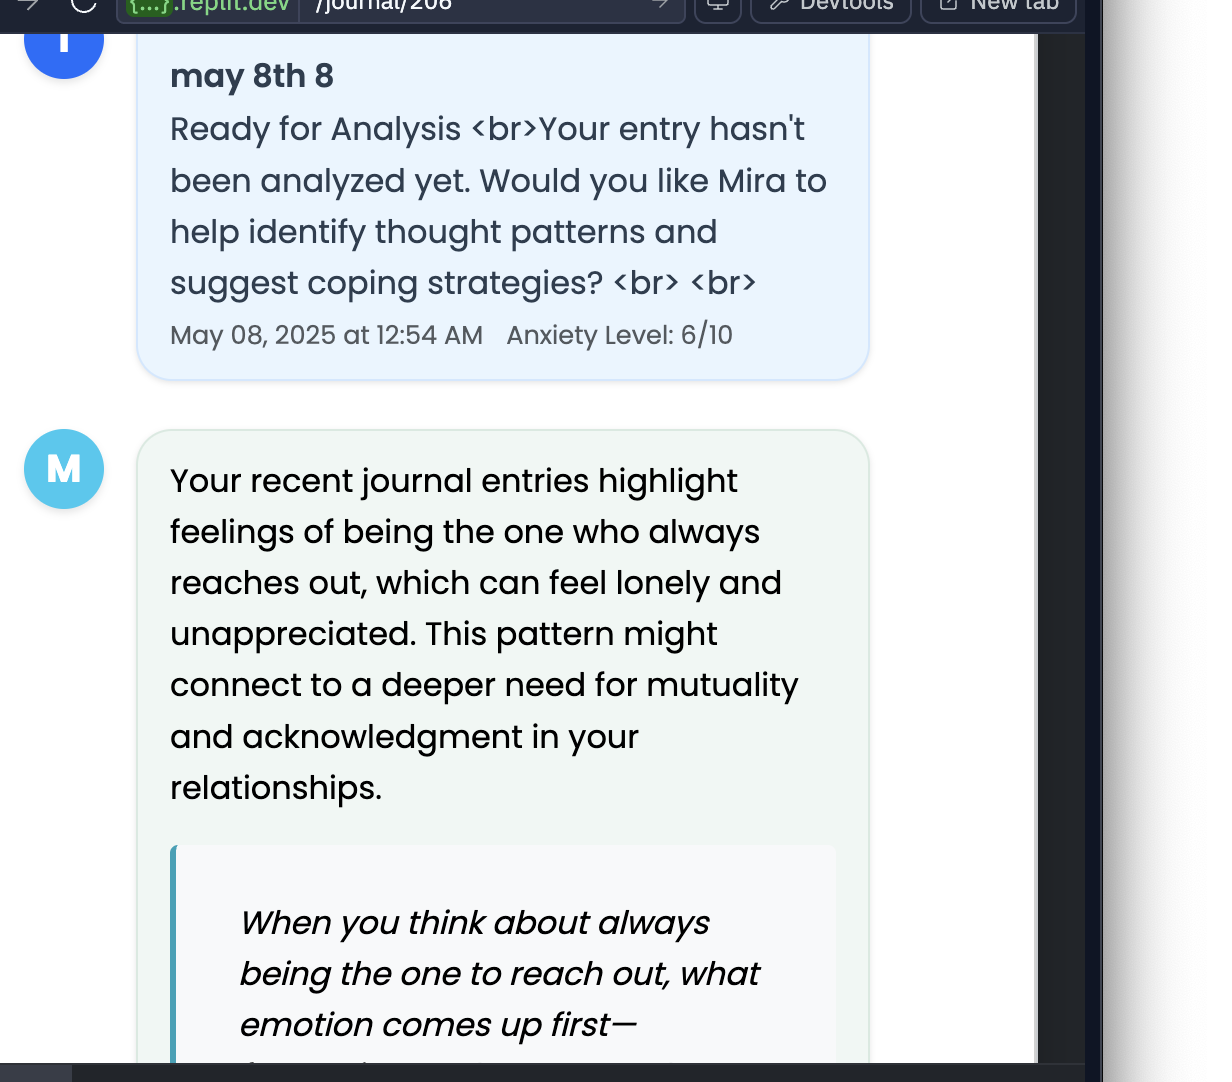 {...}.replit.dev /journal/206 Devtools New tab
may 8th 8
Ready for Analysis <br>Your entry hasn't
been analyzed yet. Would you like Mira to
help identify thought patterns and
suggest coping strategies? <br> <br>
May 08, 2025 at 12:54 AM Anxiety Level: 6/10
M
Your recent journal entries highlight
feelings of being the one who always
reaches out, which can feel lonely and
unappreciated. This pattern might
connect to a deeper need for mutuality
and acknowledgment in your
relationships.
When you think about always
being the one to reach out, what
emotion comes up first—